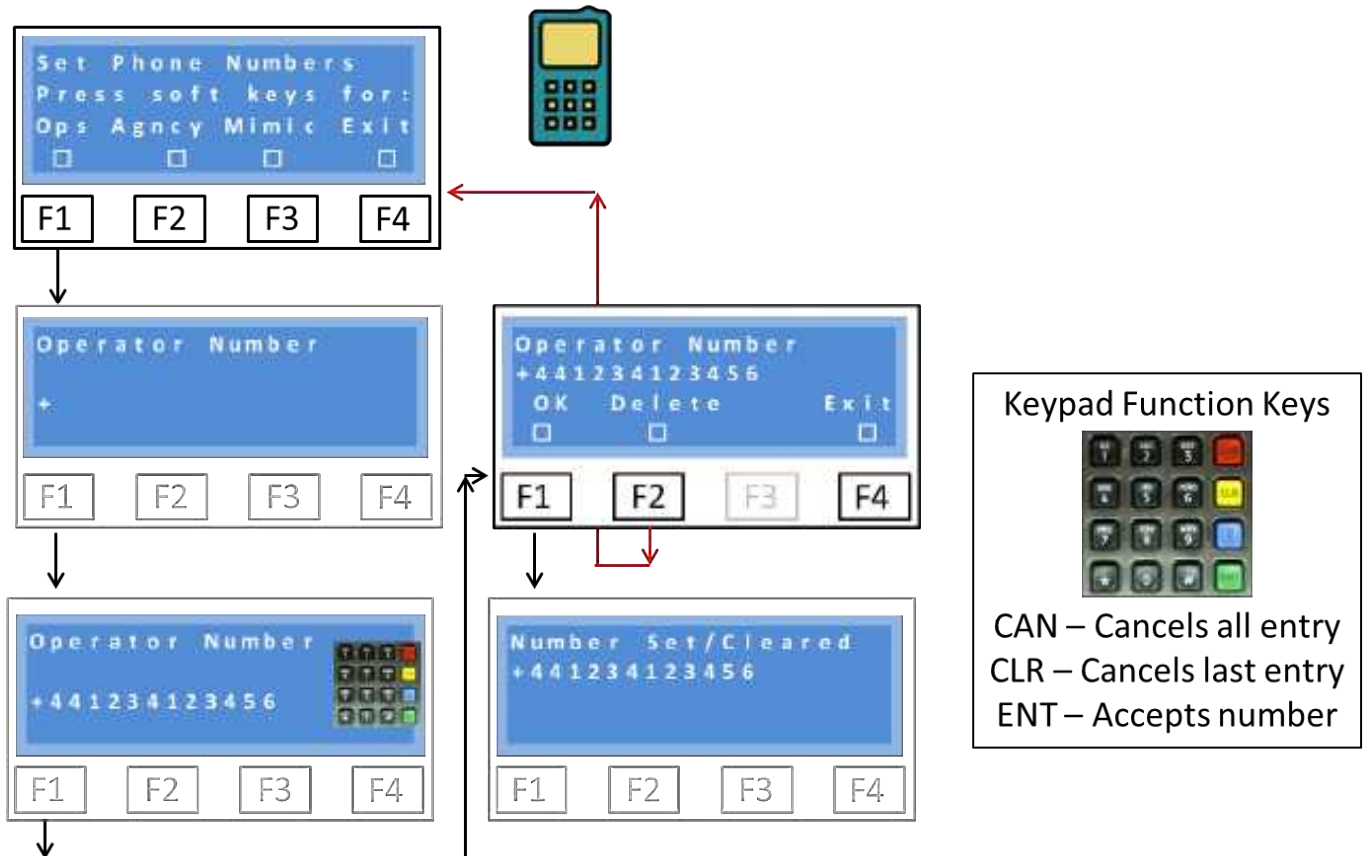 Set Phone Numbers
Press soft keys for:
Ops Agncy Mimic Exit
F1 F2 F3 F4
Operator Number
+
F1 F2 F3 F4
Operator Number
+441234123456
F1 F2 F3 F4
Operator Number
+441234123456
OK Delete Exit
F1 F2 F3 F4
Number Set/Cleared
+441234123456
F1 F2 F3 F4
Keypad Function Keys
CAN – Cancels all entry
CLR – Cancels last entry
ENT – Accepts number